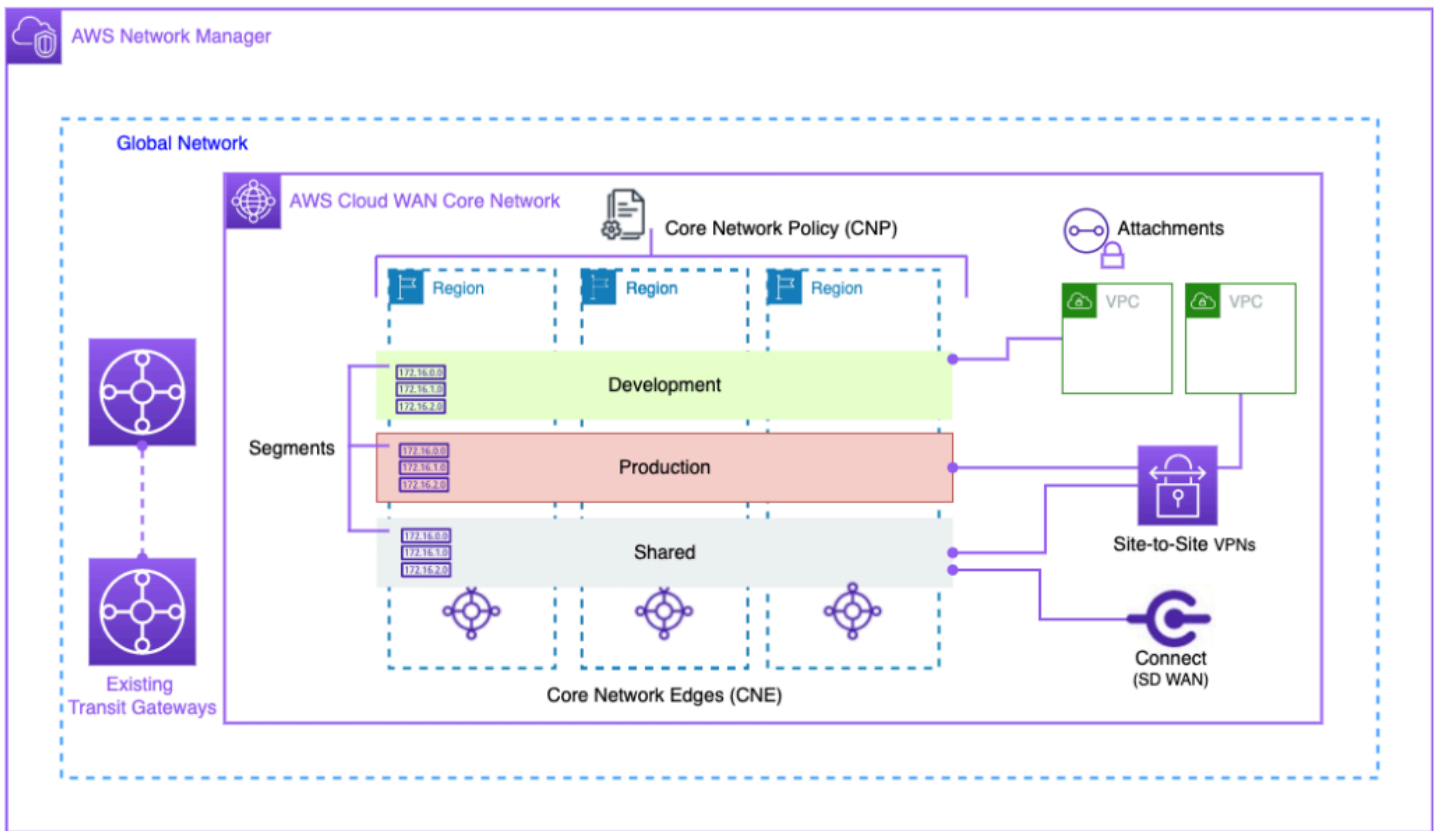 AWS Network Manager
Global Network
AWS Cloud WAN Core Network
Core Network Policy (CNP)
Attachments
Region
Region
Region
VPC
VPC
172.16.0.0
172.16.1.0
172.16.2.0
Development
Segments
172.16.0.0
172.16.1.0
172.16.2.0
Production
172.16.0.0
172.16.1.0
172.16.2.0
Shared
Site-to-Site VPNs
Connect
(SD WAN)
Existing
Transit Gateways
Core Network Edges (CNE)